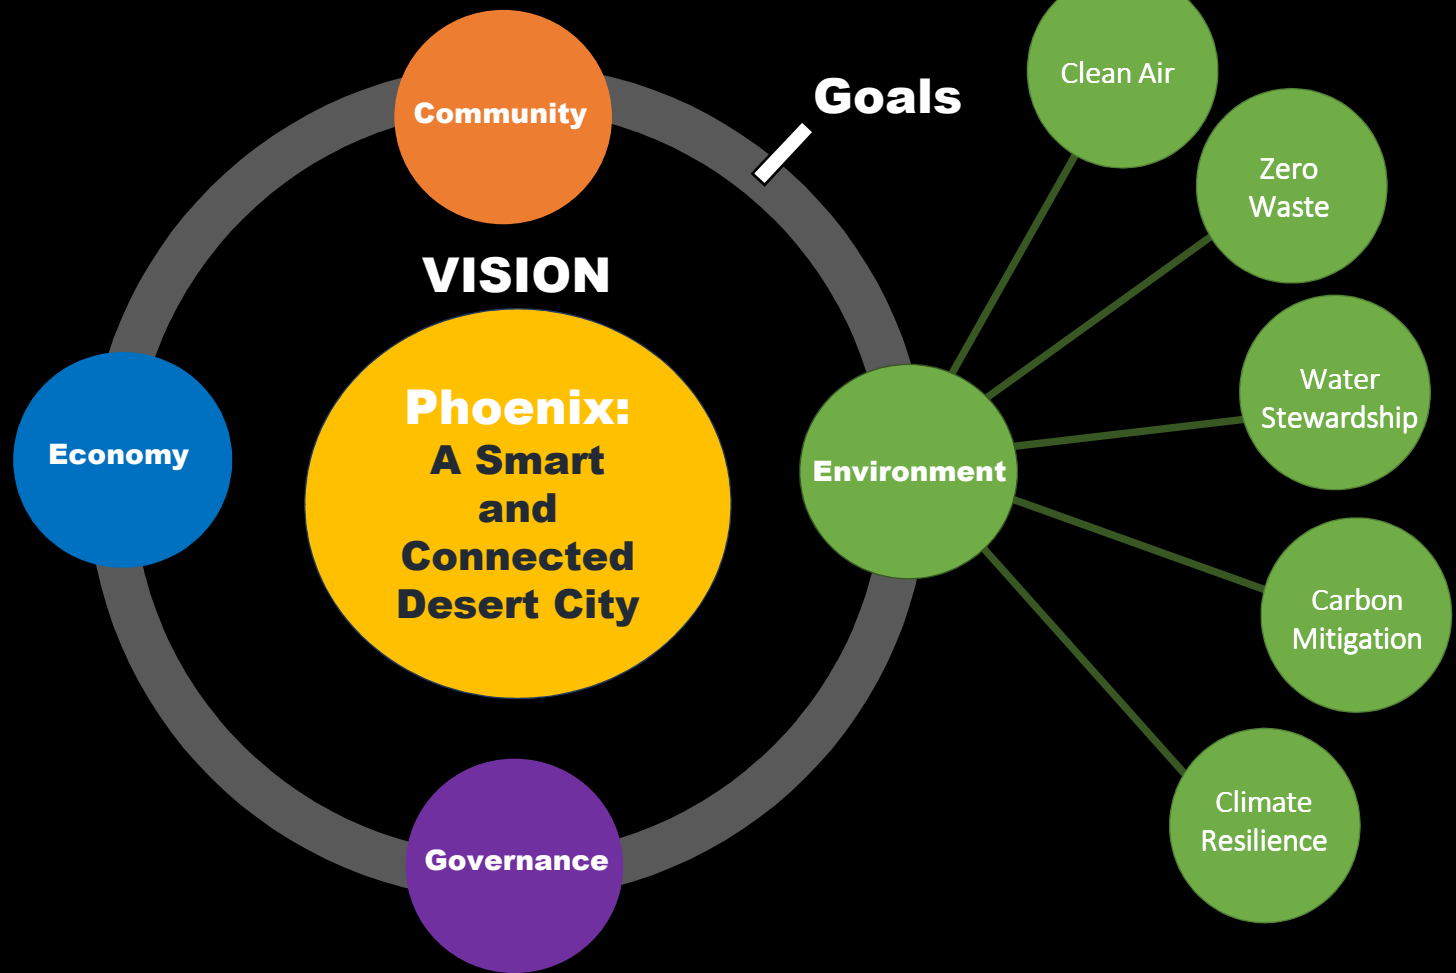 Community
Goals
VISION
Phoenix:
A Smart
and
Connected
Desert City
Economy
Governance
Environment
Clean Air
Zero
Waste
Water
Stewardship
Carbon
Mitigation
Climate
Resilience